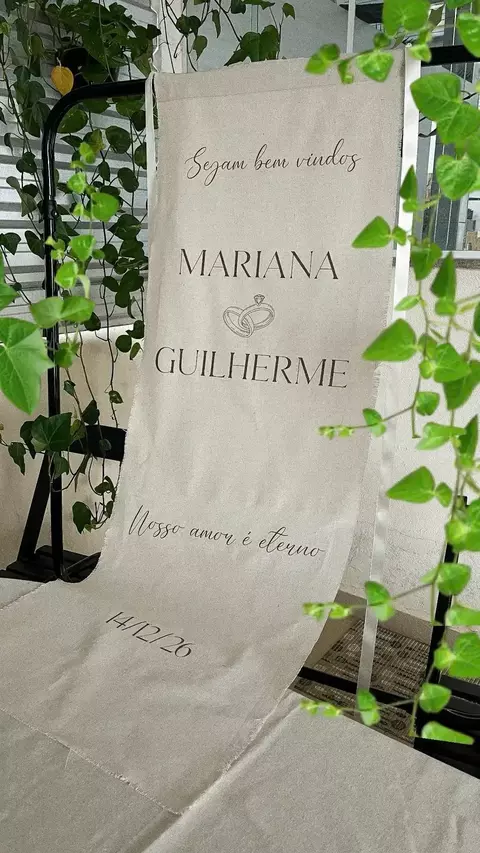 Sejam bem vindos
MARIANA
GUILHERME
Nosso amor é eterno
14/12/26